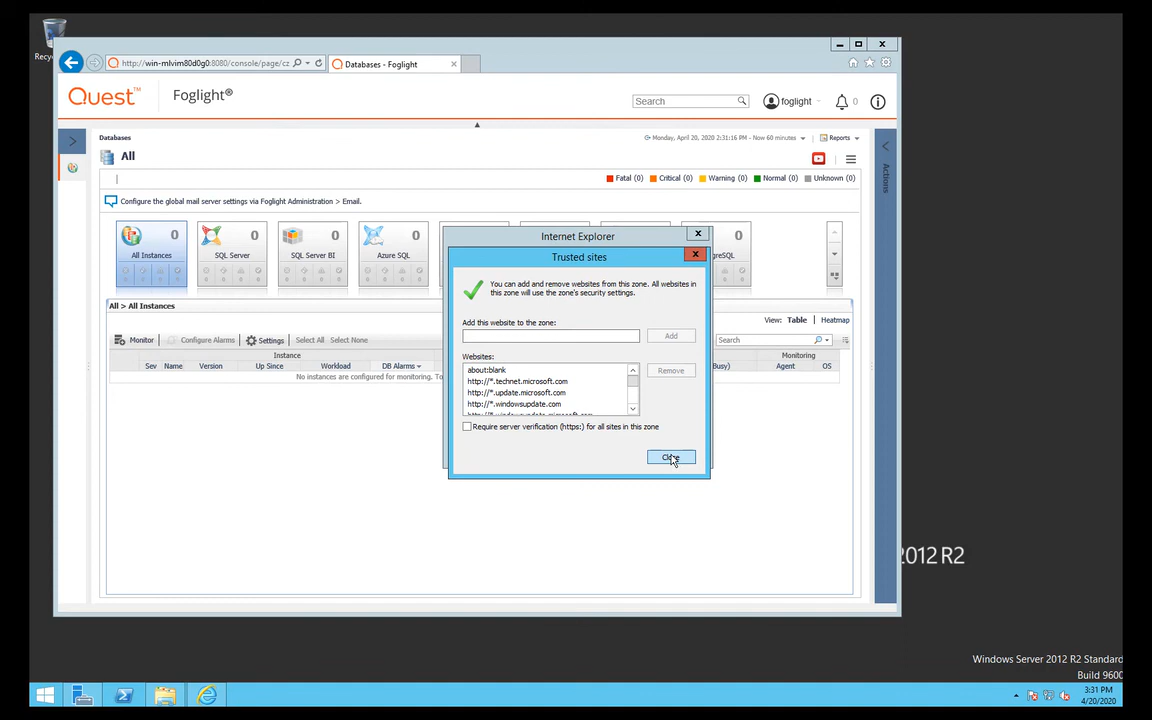 Recyc
http://win-mlvim80d0g0:8080/console/page/cz
Databases - Foglight
Quest™
Foglight®
Search
foglight
0
Databases
Monday, April 20, 2020 2:31:16 PM - Now 60 minutes
Reports
All
Fatal (0) Critical (0) Warning (0) Normal (0) Unknown (0)
Actions
Configure the global mail server settings via Foglight Administration > Email.
0 All Instances
0 SQL Server
0 SQL Server BI
0 Azure SQL
0 greSQL
All > All Instances
View: Table Heatmap
Monitor Configure Alarms Settings Select All Select None
Search
Instance
Monitoring
Sev Name Version Up Since Workload DB Alarms
Busy) Agent OS
No instances are configured for monitoring. To
Internet Explorer
Trusted sites
You can add and remove websites from this zone. All websites in
this zone will use the zone's security settings.
Add this website to the zone:
Add
Websites:
about:blank
http://*.technet.microsoft.com
http://*.update.microsoft.com
http://*.windowsupdate.com
http://*.windowsupdate.microsoft.com
Remove
Require server verification (https:) for all sites in this zone
Close
2012 R2
Windows Server 2012 R2 Standard
Build 9600
3:31 PM
4/20/2020